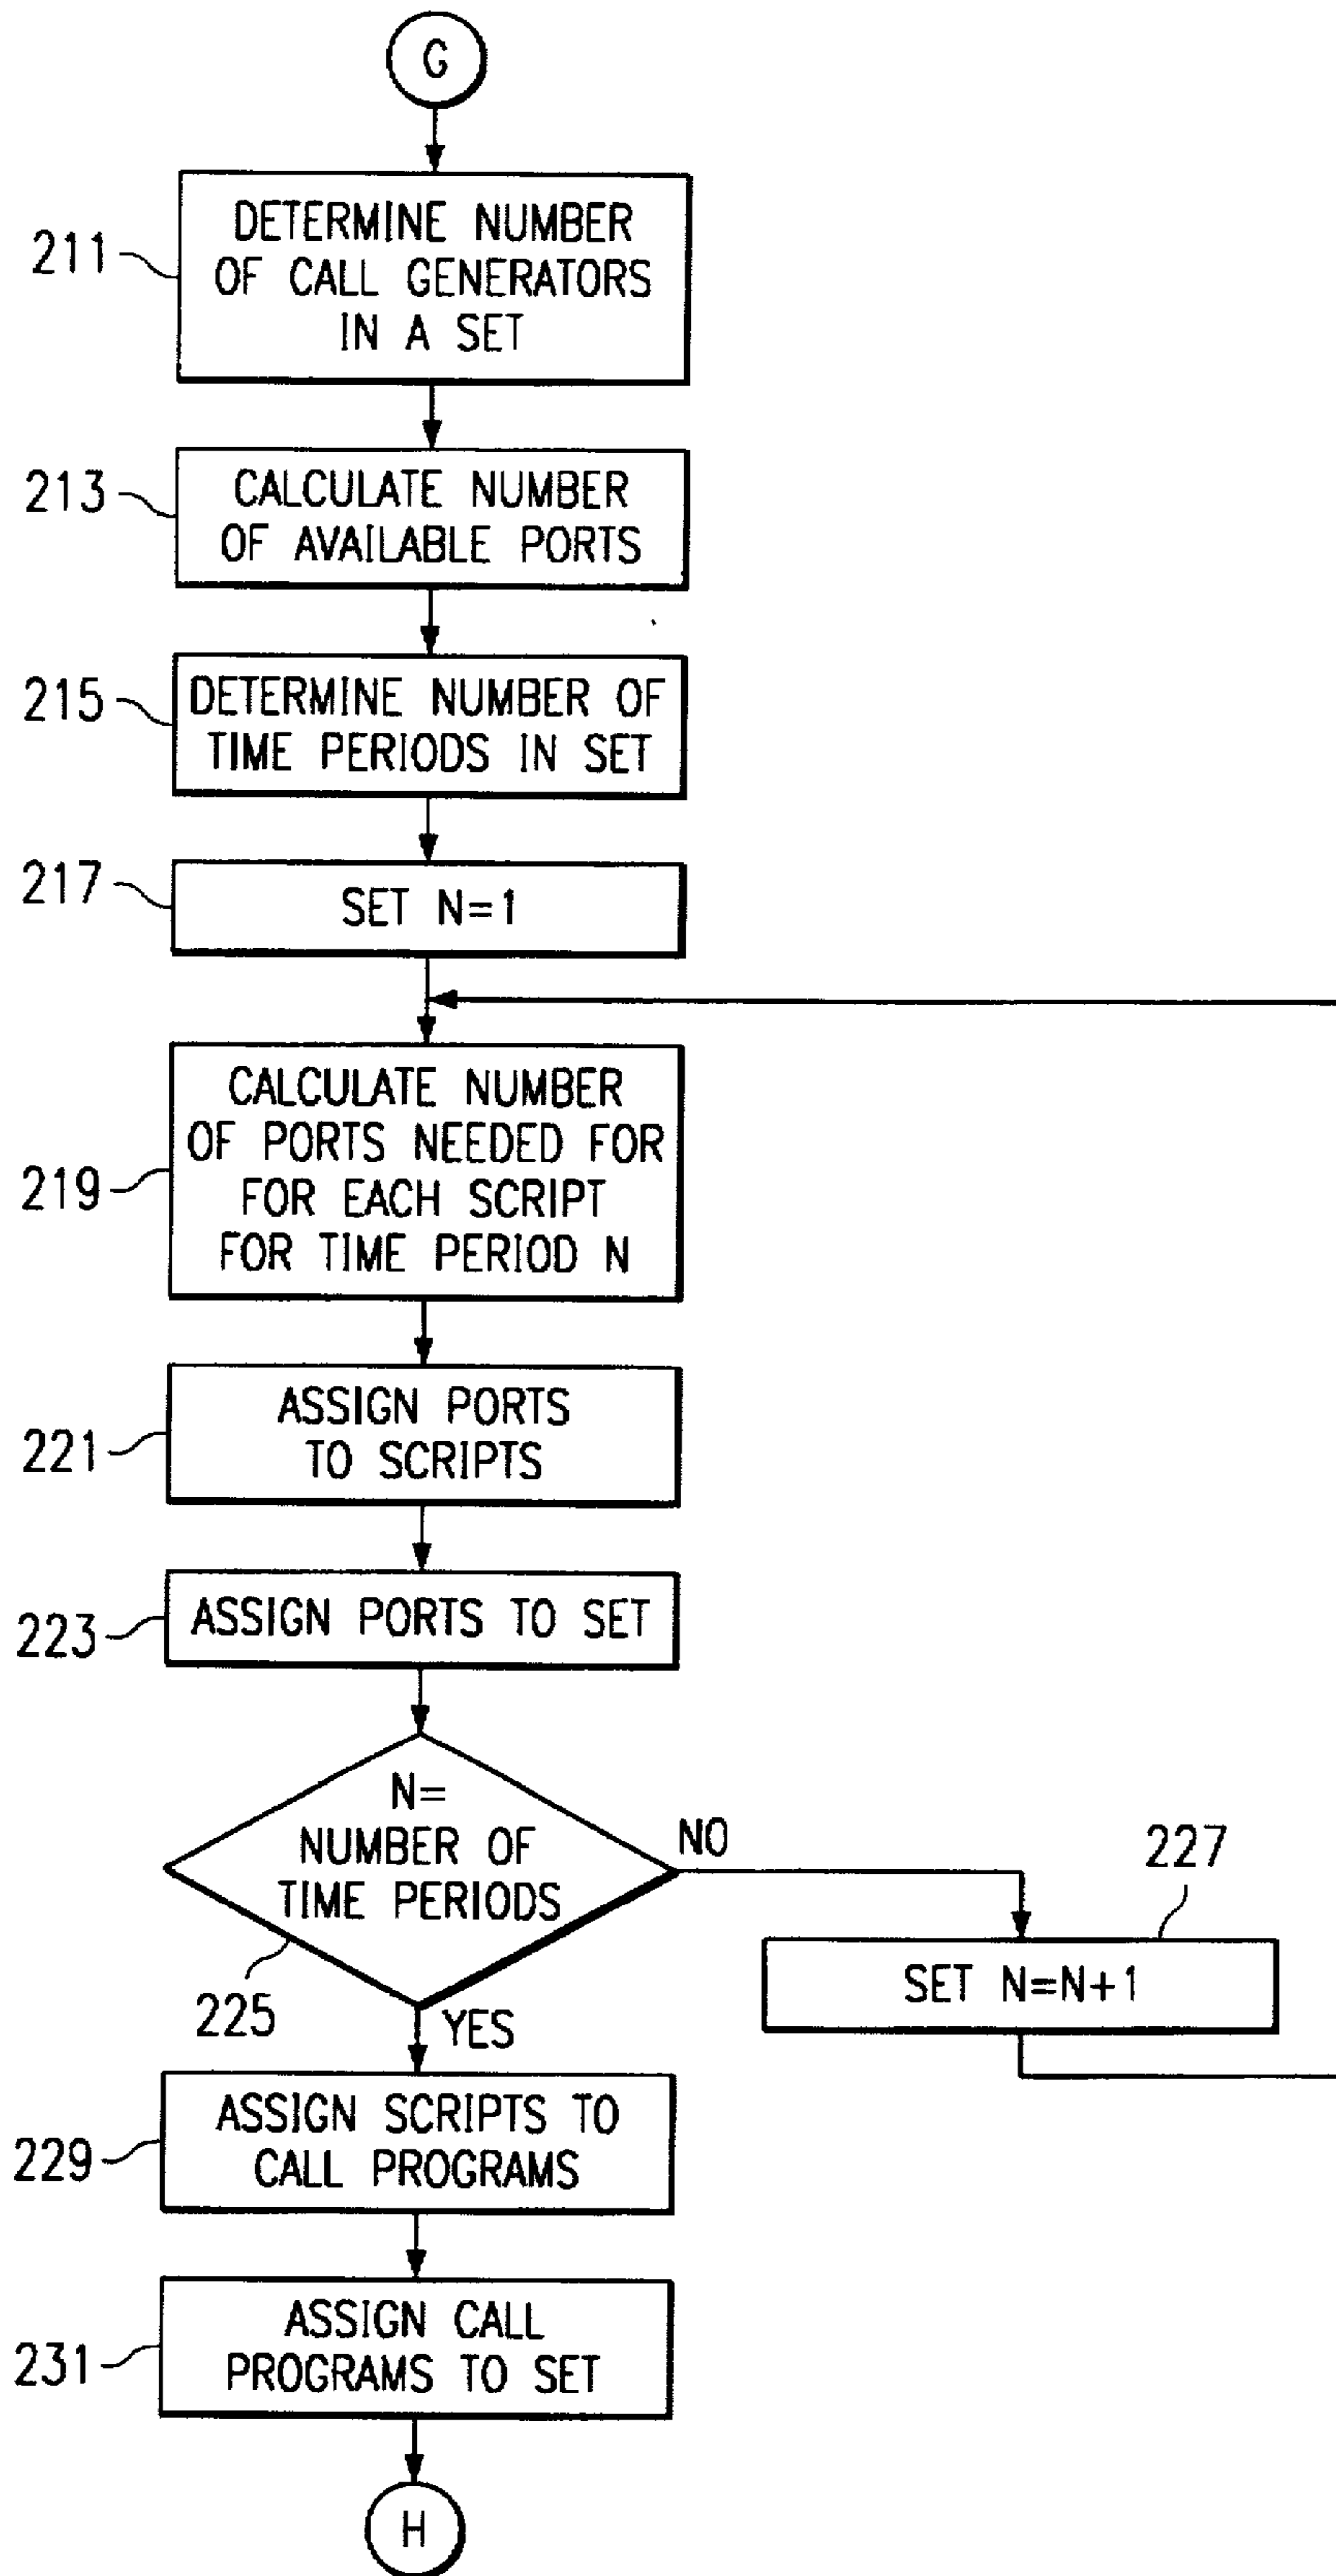 G
211
DETERMINE NUMBER
OF CALL GENERATORS
IN A SET
213
CALCULATE NUMBER
OF AVAILABLE PORTS
215
DETERMINE NUMBER OF
TIME PERIODS IN SET
217
SET N=1
219
CALCULATE NUMBER
OF PORTS NEEDED FOR
FOR EACH SCRIPT
FOR TIME PERIOD N
221
ASSIGN PORTS
TO SCRIPTS
223
ASSIGN PORTS TO SET
N=
NUMBER OF
TIME PERIODS
225
NO
227
SET N=N+1
YES
229
ASSIGN SCRIPTS TO
CALL PROGRAMS
231
ASSIGN CALL
PROGRAMS TO SET
H